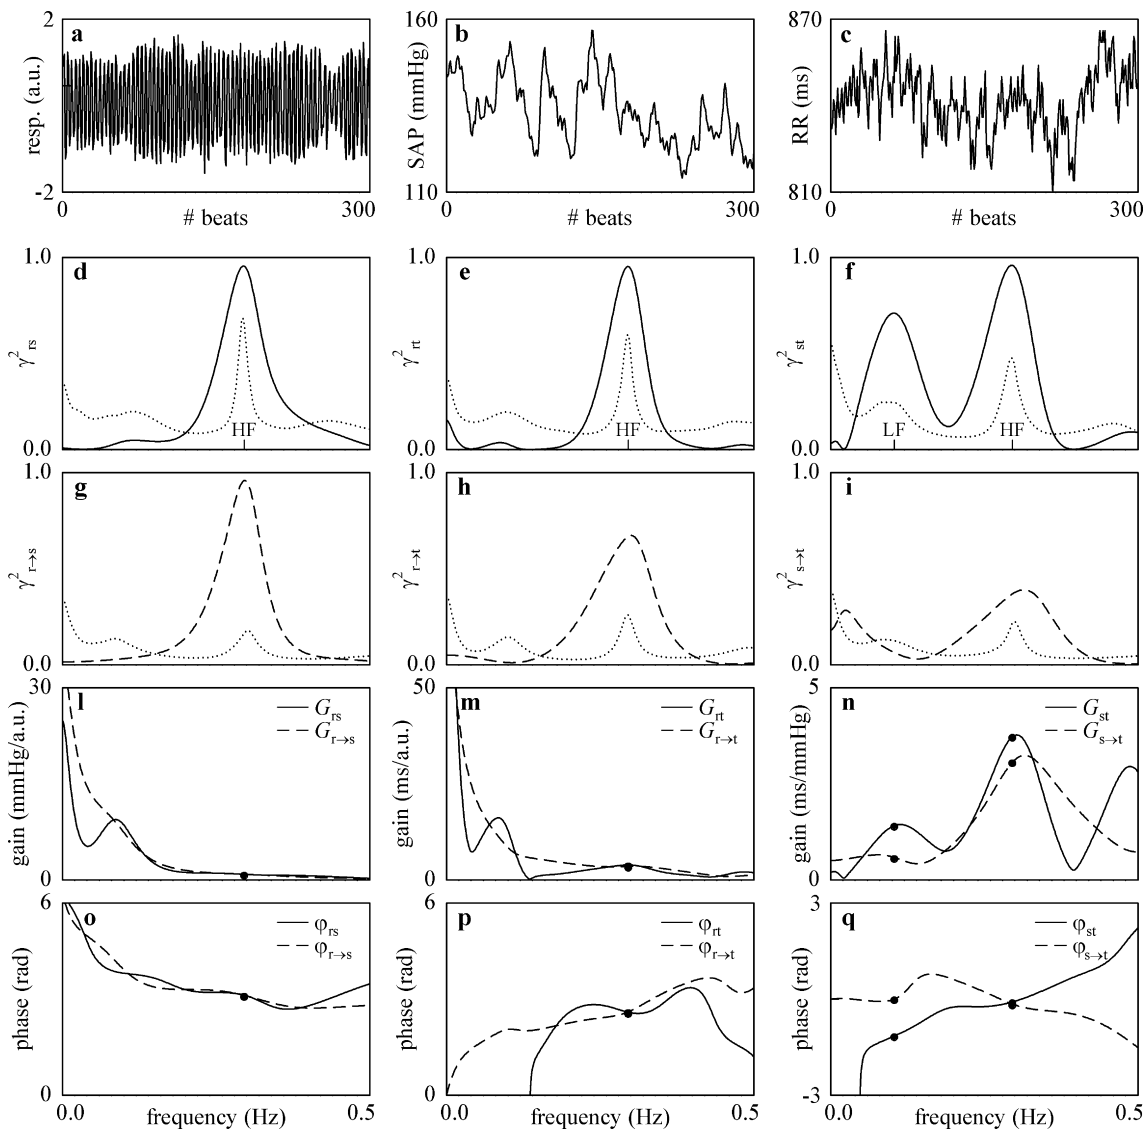 2 a
resp. (a.u.)
-2
0 300
# beats
160 b
SAP (mmHg)
110
0 300
# beats
870 c
RR (ms)
810
0 300
# beats
1.0 d
γ²rs
HF
0.0
1.0 e
γ²rt
HF
0.0
1.0 f
γ²st
LF HF
0.0
1.0 g
γ²r→s
0.0
1.0 h
γ²r→t
0.0
1.0 i
γ²s→t
0.0
30 l
Grs
Gr→s
gain (mmHg/a.u.)
0
50 m
Grt
Gr→t
gain (ms/a.u.)
0
5 n
Gst
Gs→t
gain (ms/mmHg)
0
6 o
φrs
φr→s
phase (rad)
0
0.0 frequency (Hz) 0.5
6 p
φrt
φr→t
phase (rad)
0
0.0 frequency (Hz) 0.5
3 q
φst
φs→t
phase (rad)
-3
0.0 frequency (Hz) 0.5